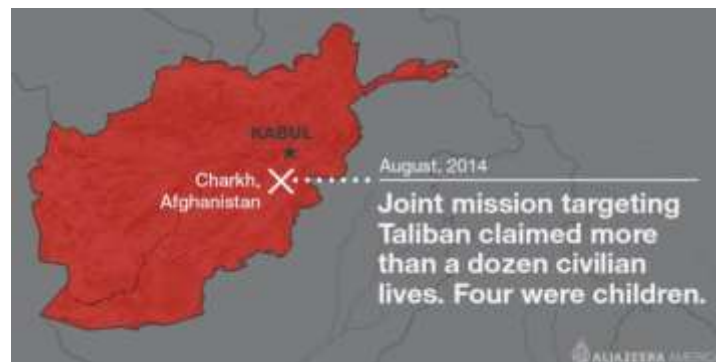 KABUL
Charkh,
Afghanistan
August, 2014
Joint mission targeting
Taliban claimed more
than a dozen civilian
lives. Four were children.
ALJAZEERA AMERICA